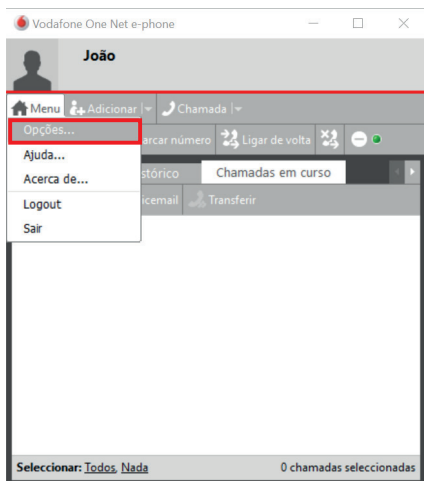 Vodafone One Net e-phone
João
Menu Adicionar Chamada
Opções...
arcar número Ligar de volta
Ajuda...
stórico Chamadas em curso
Acerca de...
icemail Transferir
Logout
Sair
Seleccionar: Todos, Nada 0 chamadas seleccionadas